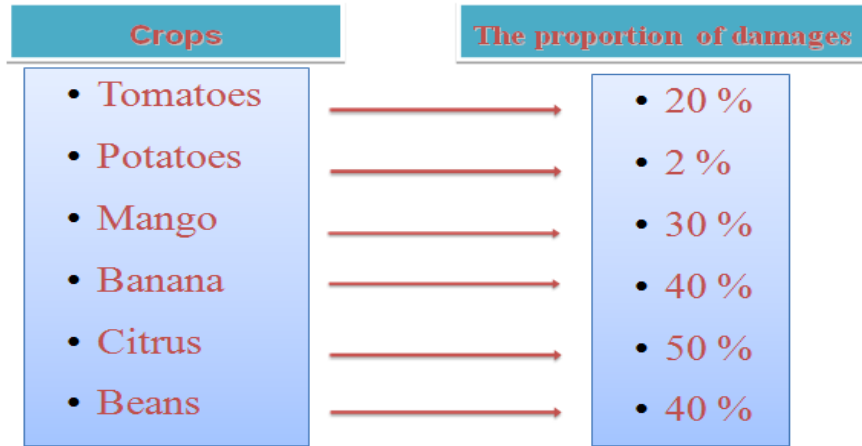 Crops
The proportion of damages
• Tomatoes
• 20 %
• Potatoes
• 2 %
• Mango
• 30 %
• Banana
• 40 %
• Citrus
• 50 %
• Beans
• 40 %